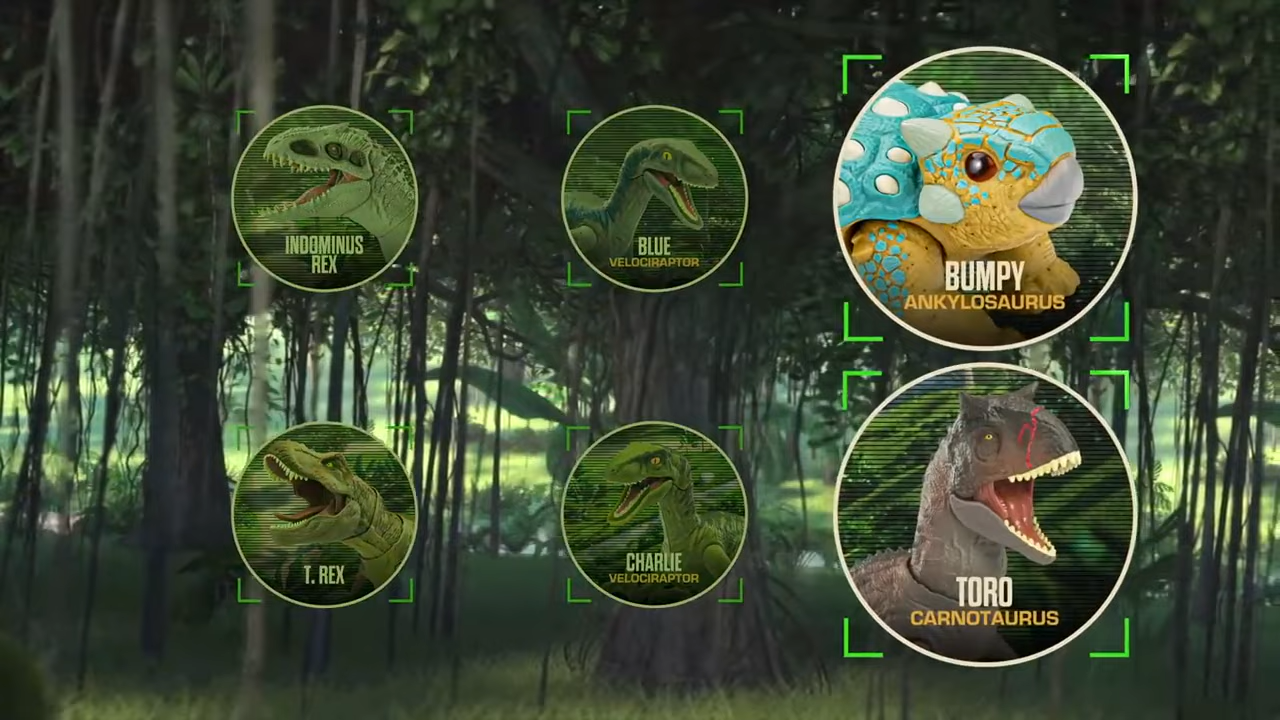 INDOMINUS
REX
BLUE
VELOCIRAPTOR
BUMPY
ANKYLOSAURUS
T. REX
CHARLIE
VELOCIRAPTOR
TORO
CARNOTAURUS